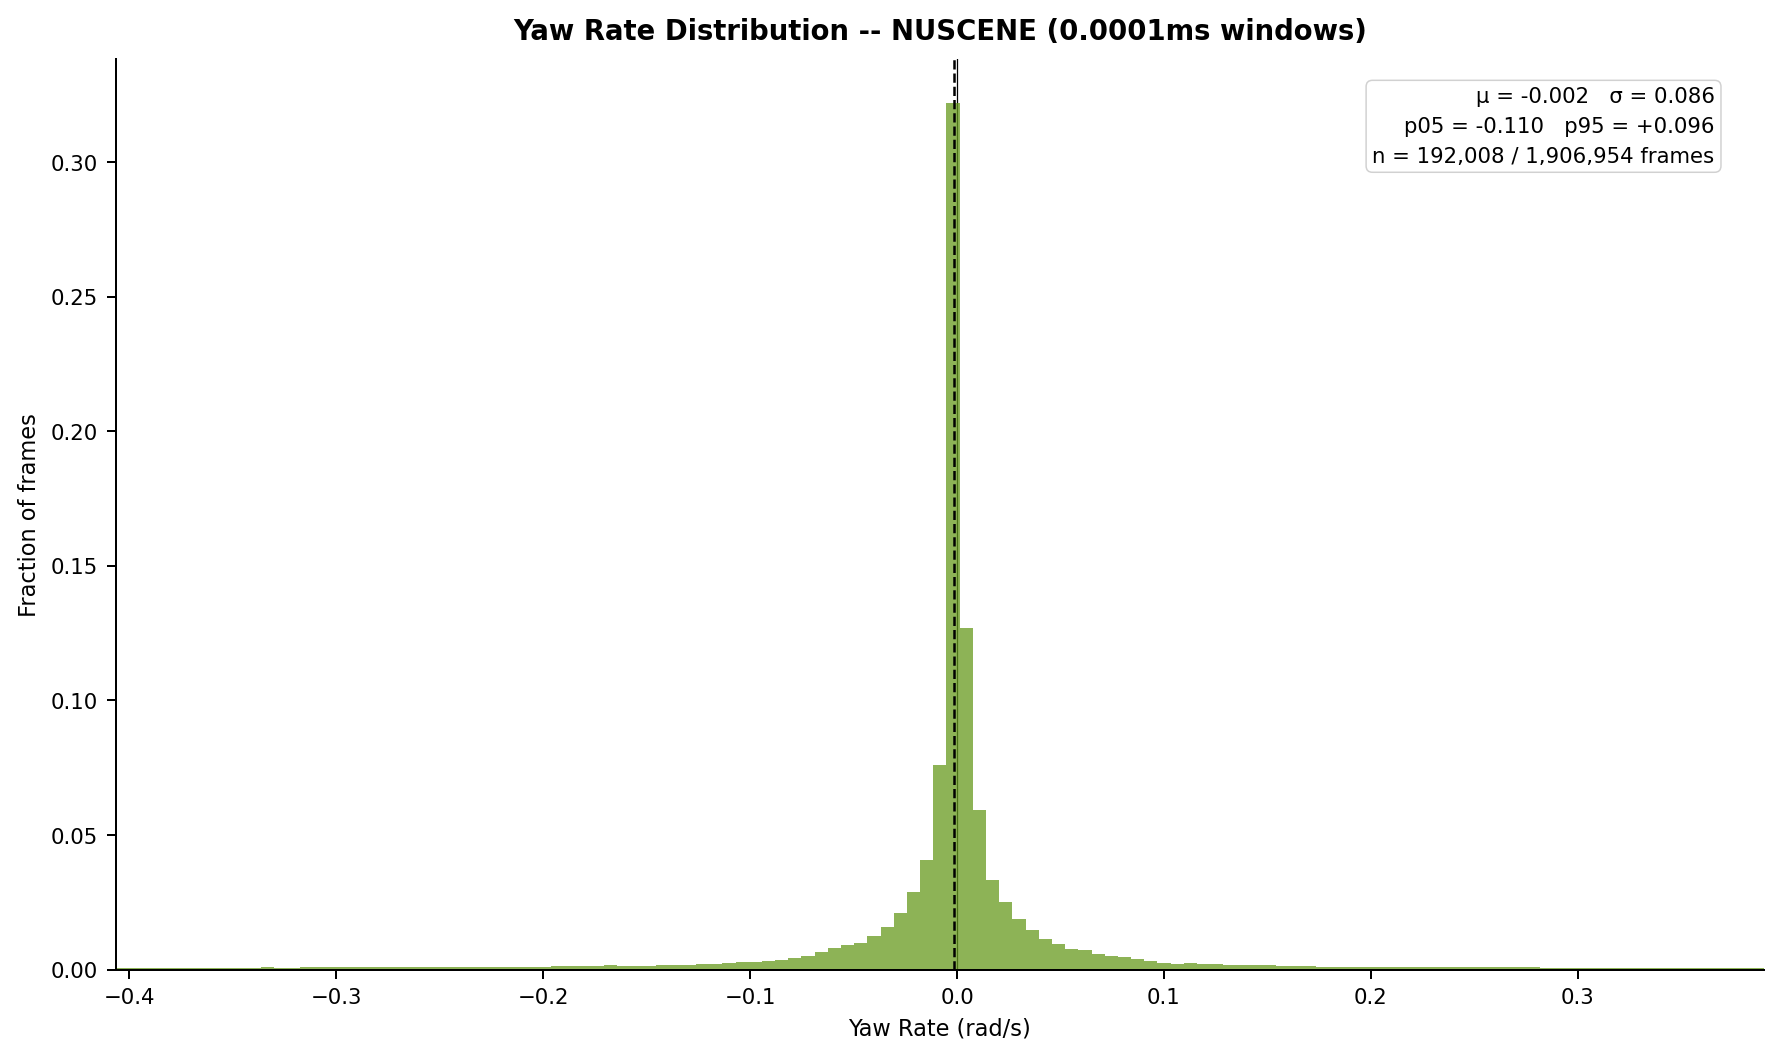 Yaw Rate Distribution -- NUSCENE (0.0001ms windows)
μ = -0.002   σ = 0.086
p05 = -0.110   p95 = +0.096
n = 192,008 / 1,906,954 frames
Fraction of frames
0.30
0.25
0.20
0.15
0.10
0.05
0.00
−0.4
−0.3
−0.2
−0.1
0.0
0.1
0.2
0.3
Yaw Rate (rad/s)